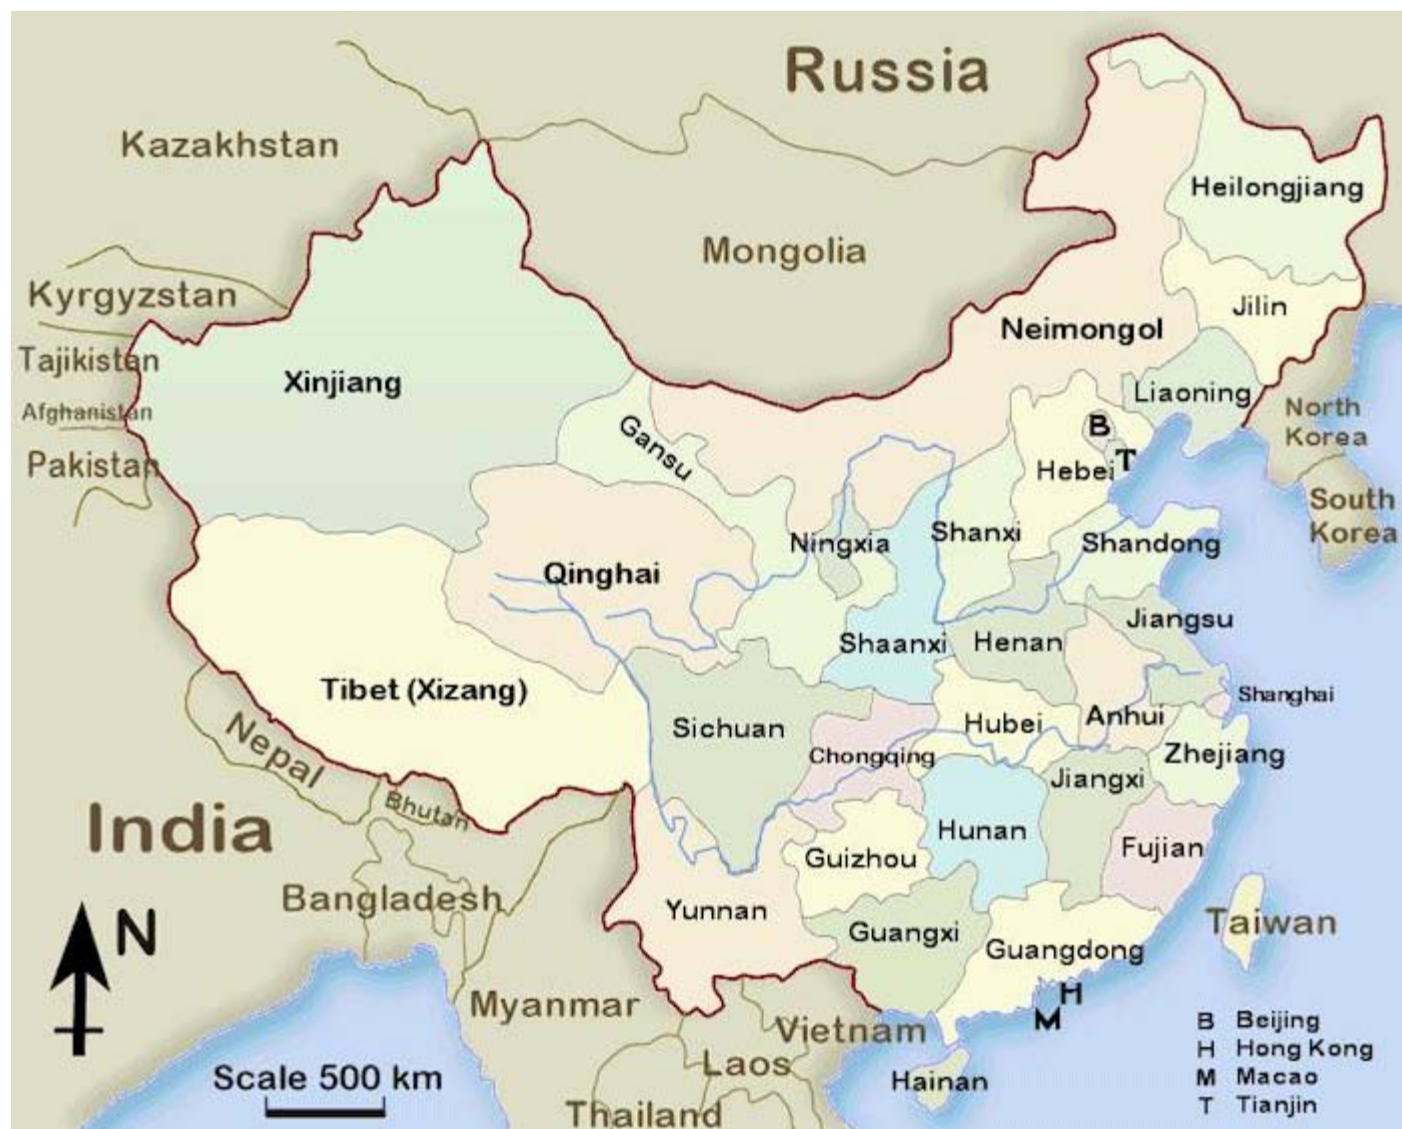 Russia
Kazakhstan
Heilongjiang
Mongolia
Kyrgyzstan
Jilin
Neimongol
Tajikistan
Xinjiang
Liaoning
Afghanistan
North
Korea
Gansu
B
Pakistan
Hebei
T
South
Korea
Ningxia
Shanxi
Shandong
Qinghai
Jiangsu
Shaanxi
Henan
Tibet (Xizang)
Shanghai
Sichuan
Hubei
Anhui
Nepal
Chongqing
Zhejiang
Jiangxi
Bhutan
India
Hunan
Fujian
Guizhou
Bangladesh
Yunnan
Taiwan
N
Guangxi
Guangdong
H
M
Myanmar
Vietnam
Laos
Scale 500 km
Hainan
Thailand
B Beijing
H Hong Kong
M Macao
T Tianjin